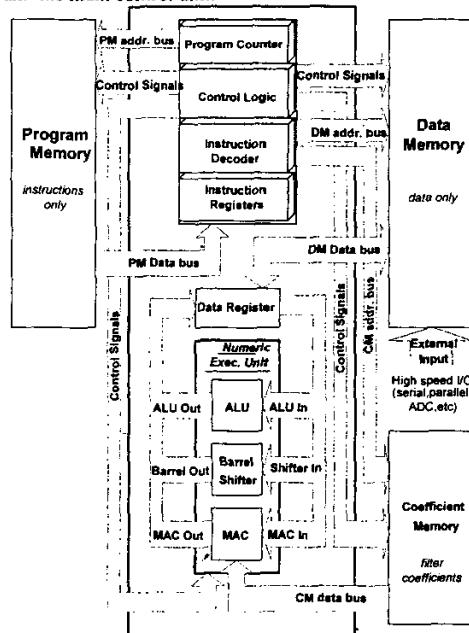 PM addr. bus
Program Counter
Control Signals
Control Logic
Control Signals
DM addr. bus
Program
Memory
instructions
only
Instruction
Decoder
Instruction
Registers
Data
Memory
data only
PM Data bus
DM Data bus
Data Register
Control Signals
Control Signals
CM addr. bus
Numeric
Exec. Unit
External
Input
High speed I/O
(serial,parallel
ADC,etc)
ALU Out
ALU
ALU In
Barrel Out
Barrel
Shifter
Shifter In
MAC Out
MAC
MAC In
Coefficient
Memory
filter
coefficients
CM data bus